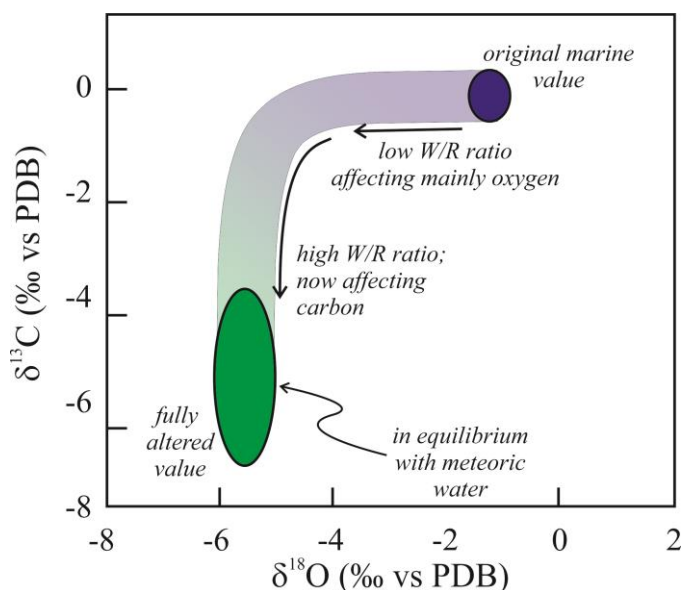 original marine
value
0
low W/R ratio
affecting mainly oxygen
-2
high W/R ratio;
now affecting
carbon
-4
δ¹³C (‰ vs PDB)
-6
fully
altered
value
in equilibrium
with meteoric
water
-8
-8 -6 -4 -2 0 2
δ¹⁸O (‰ vs PDB)